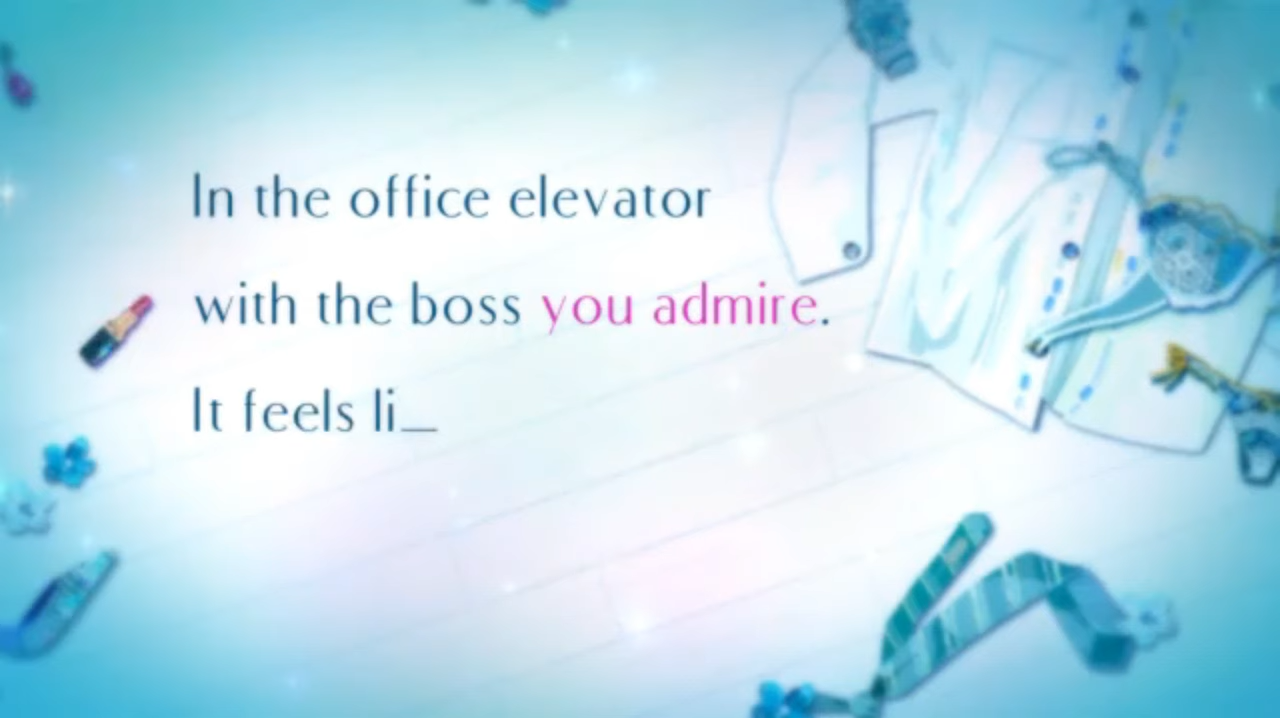 In the office elevator
with the boss you admire.
It feels li_